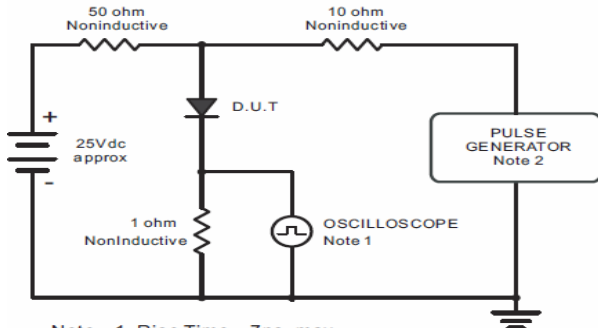 50 ohm
Noninductive
10 ohm
Noninductive
D.U.T
+
25Vdc
approx
-
PULSE
GENERATOR
Note 2
1 ohm
NonInductive
OSCILLOSCOPE
Note 1